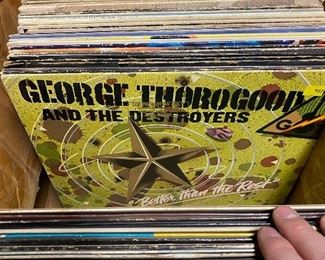 GEORGE THOROGOOD
AND THE DESTROYERS
"Better than the Rest"